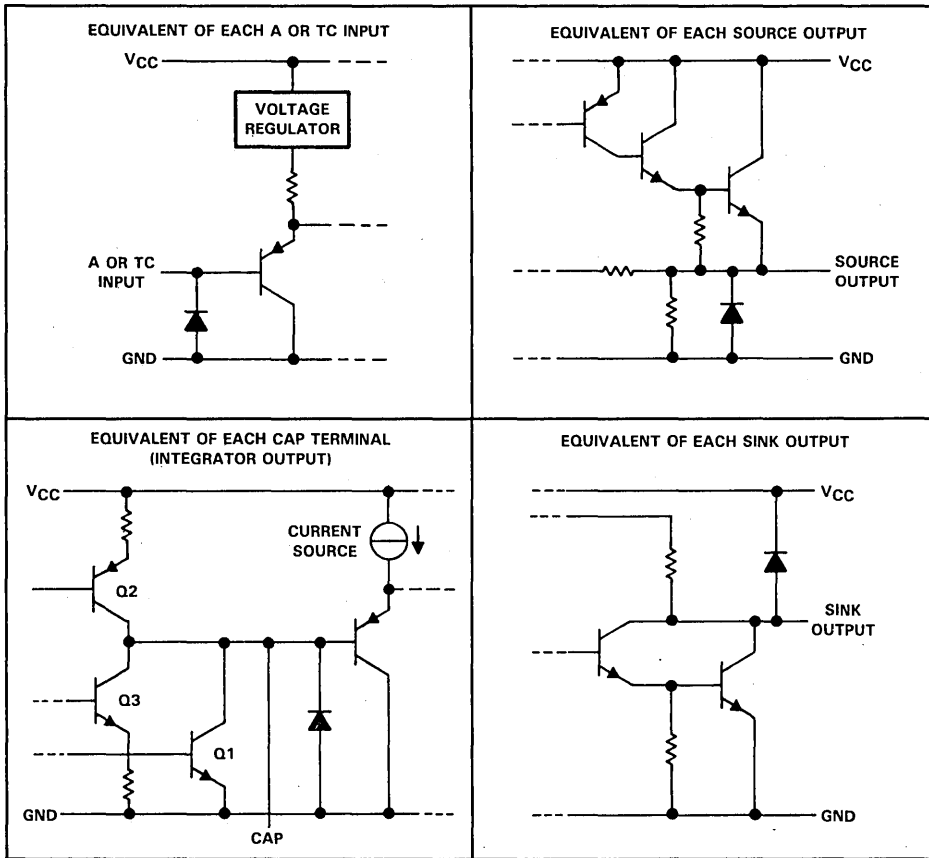 EQUIVALENT OF EACH A OR TC INPUT
VCC
VOLTAGE
REGULATOR
A OR TC
INPUT
GND
EQUIVALENT OF EACH SOURCE OUTPUT
VCC
SOURCE
OUTPUT
GND
EQUIVALENT OF EACH CAP TERMINAL
(INTEGRATOR OUTPUT)
VCC
CURRENT
SOURCE
Q2
Q3
Q1
GND
CAP
EQUIVALENT OF EACH SINK OUTPUT
VCC
SINK
OUTPUT
GND